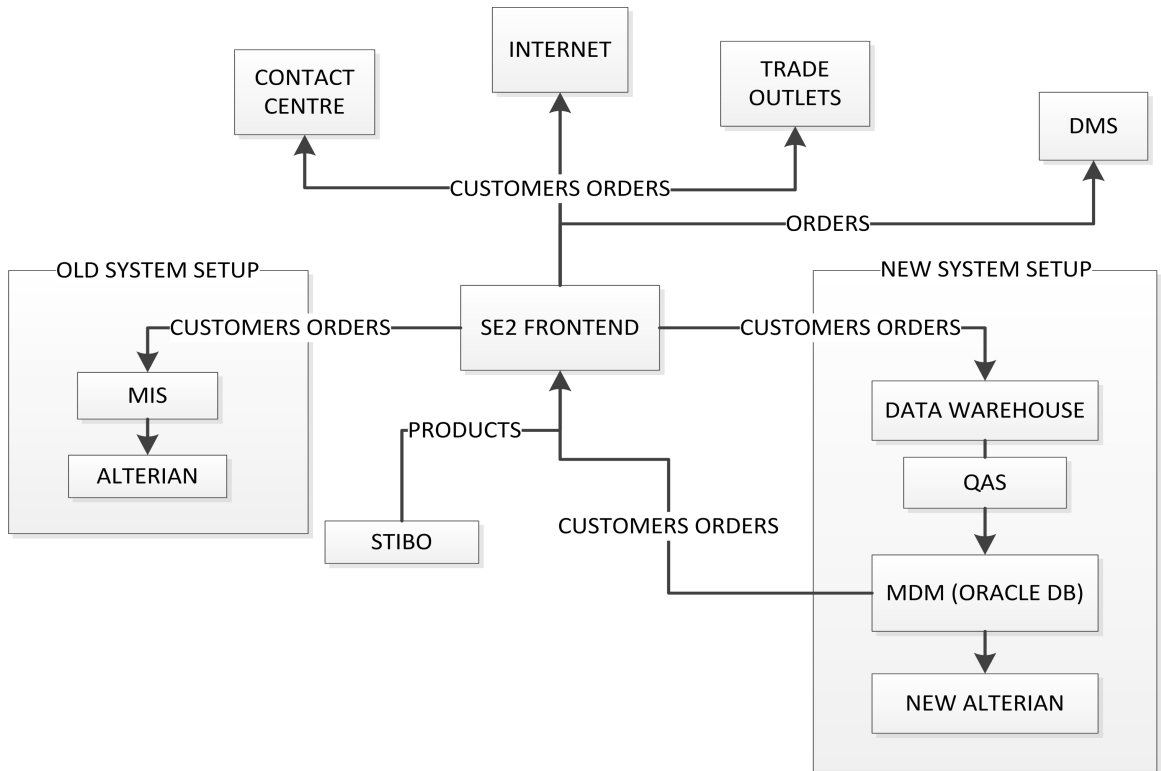 INTERNET
CONTACT
CENTRE
TRADE
OUTLETS
DMS
CUSTOMERS ORDERS
ORDERS
OLD SYSTEM SETUP
NEW SYSTEM SETUP
CUSTOMERS ORDERS
SE2 FRONTEND
CUSTOMERS ORDERS
MIS
DATA WAREHOUSE
PRODUCTS
ALTERIAN
QAS
CUSTOMERS ORDERS
STIBO
MDM (ORACLE DB)
NEW ALTERIAN